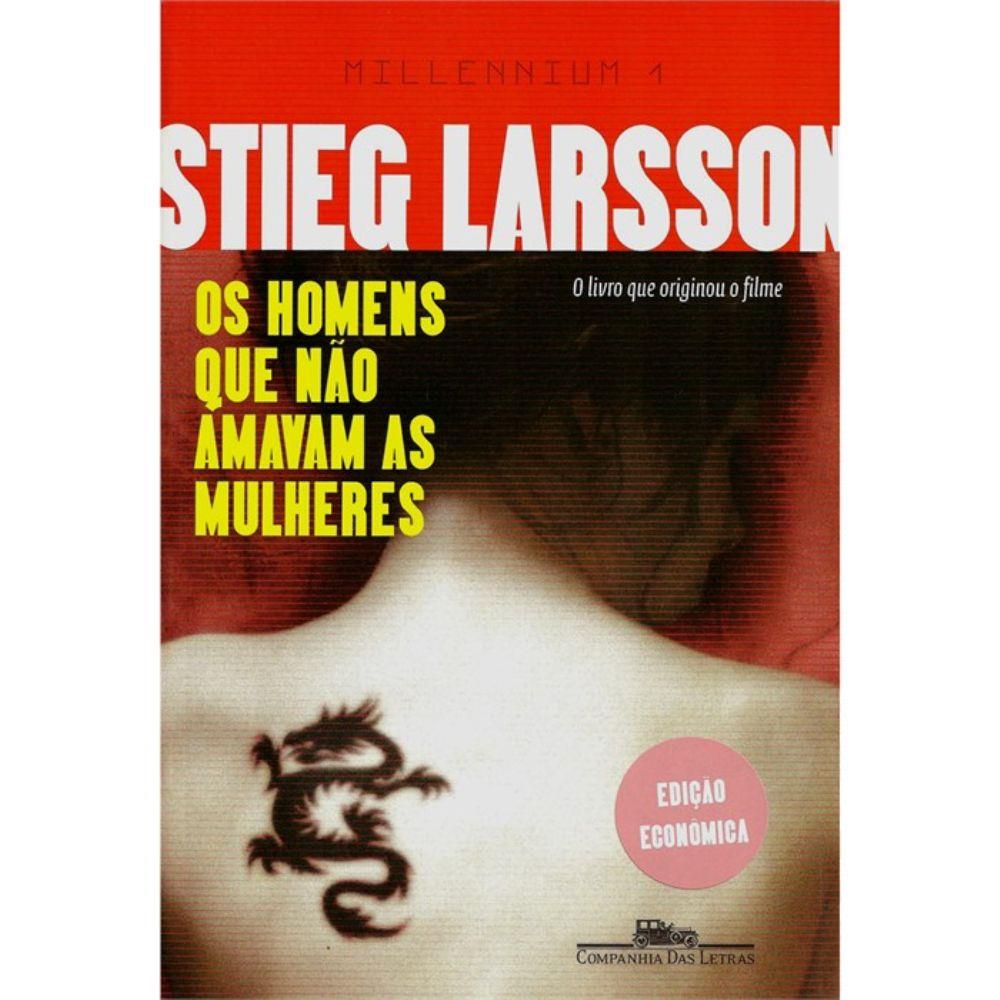 MILLENNIUM 1
STIEG LARSSON
O livro que originou o filme
OS HOMENS
QUE NÃO
AMAVAM AS
MULHERES
EDIÇÃO
ECONÔMICA
COMPANHIA DAS LETRAS